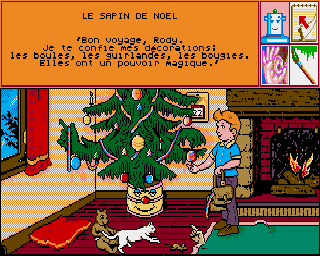 LE SAPIN DE NOEL
'Bon voyage, Rody.
Je te confie mes décorations:
les boules, les guirlandes, les bougies.
Elles ont un pouvoir magique.'